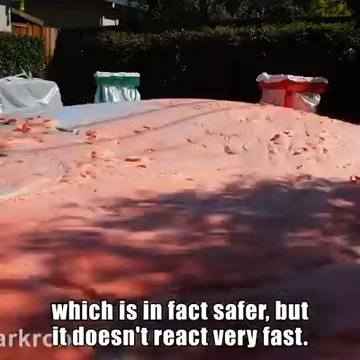 which is in fact safer, but
it doesn't react very fast.